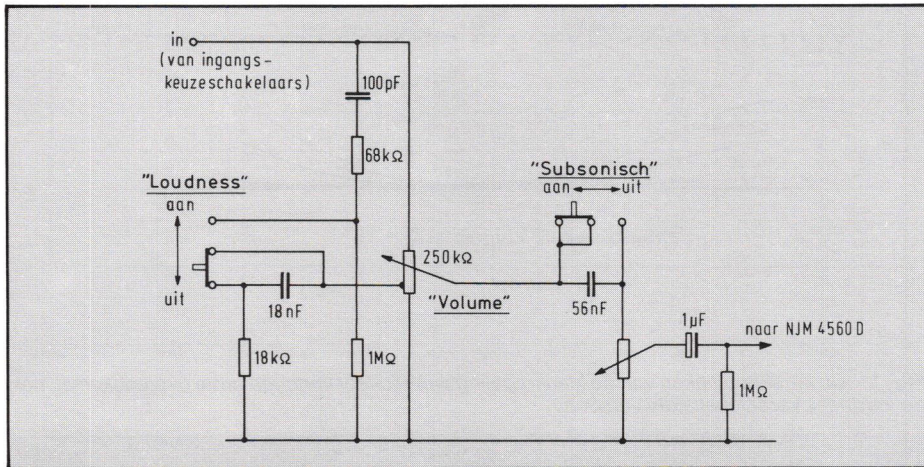 in
(van ingangs-
keuzeschakelaars)
100pF
68kΩ
"Loudness"
aan
uit
18nF
18kΩ
1MΩ
250kΩ
"Volume"
"Subsonisch"
aan uit
56nF
1µF
naar NJM 4560D
1MΩ